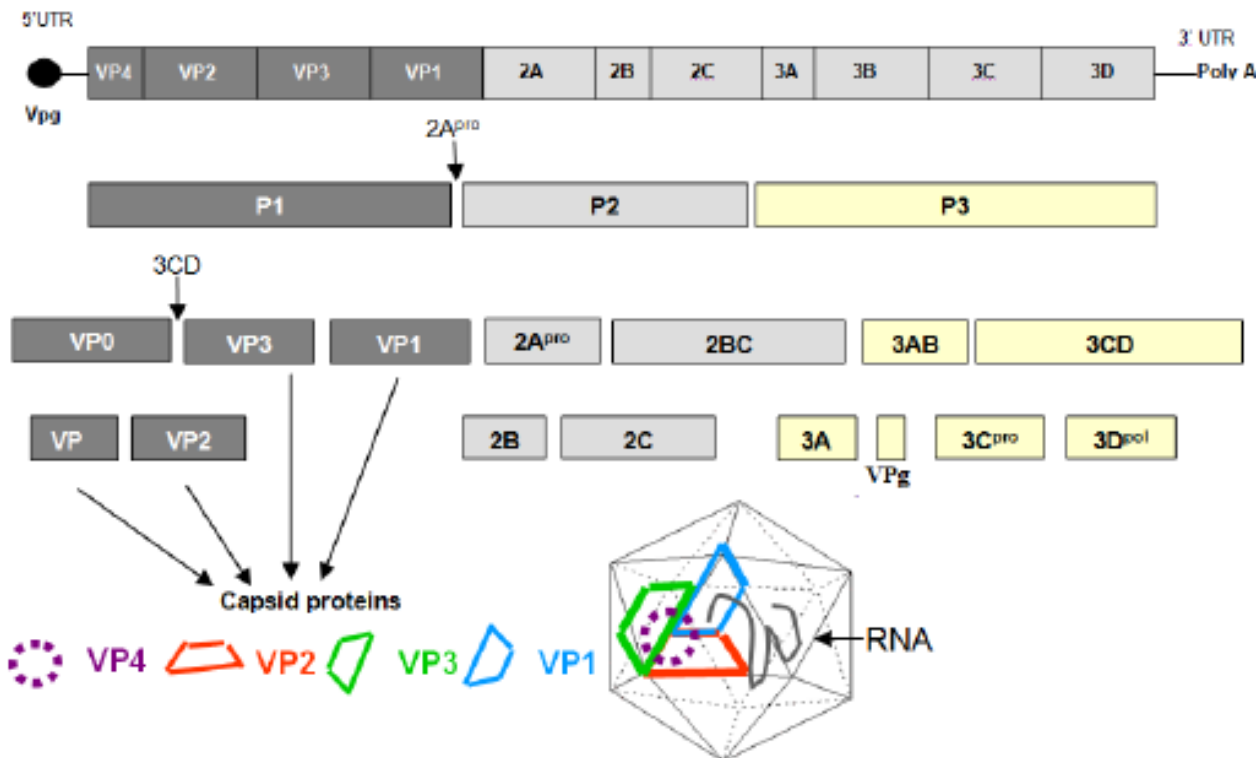 5'UTR
3' UTR
VP4 VP2 VP3 VP1 2A 2B 2C 3A 3B 3C 3D
Poly A
Vpg
2Apro
P1 P2 P3
3CD
VP0 VP3 VP1 2Apro 2BC 3AB 3CD
VP VP2 2B 2C 3A 3Cpro 3Dpol
VPg
Capsid proteins
RNA
VP4 VP2 VP3 VP1